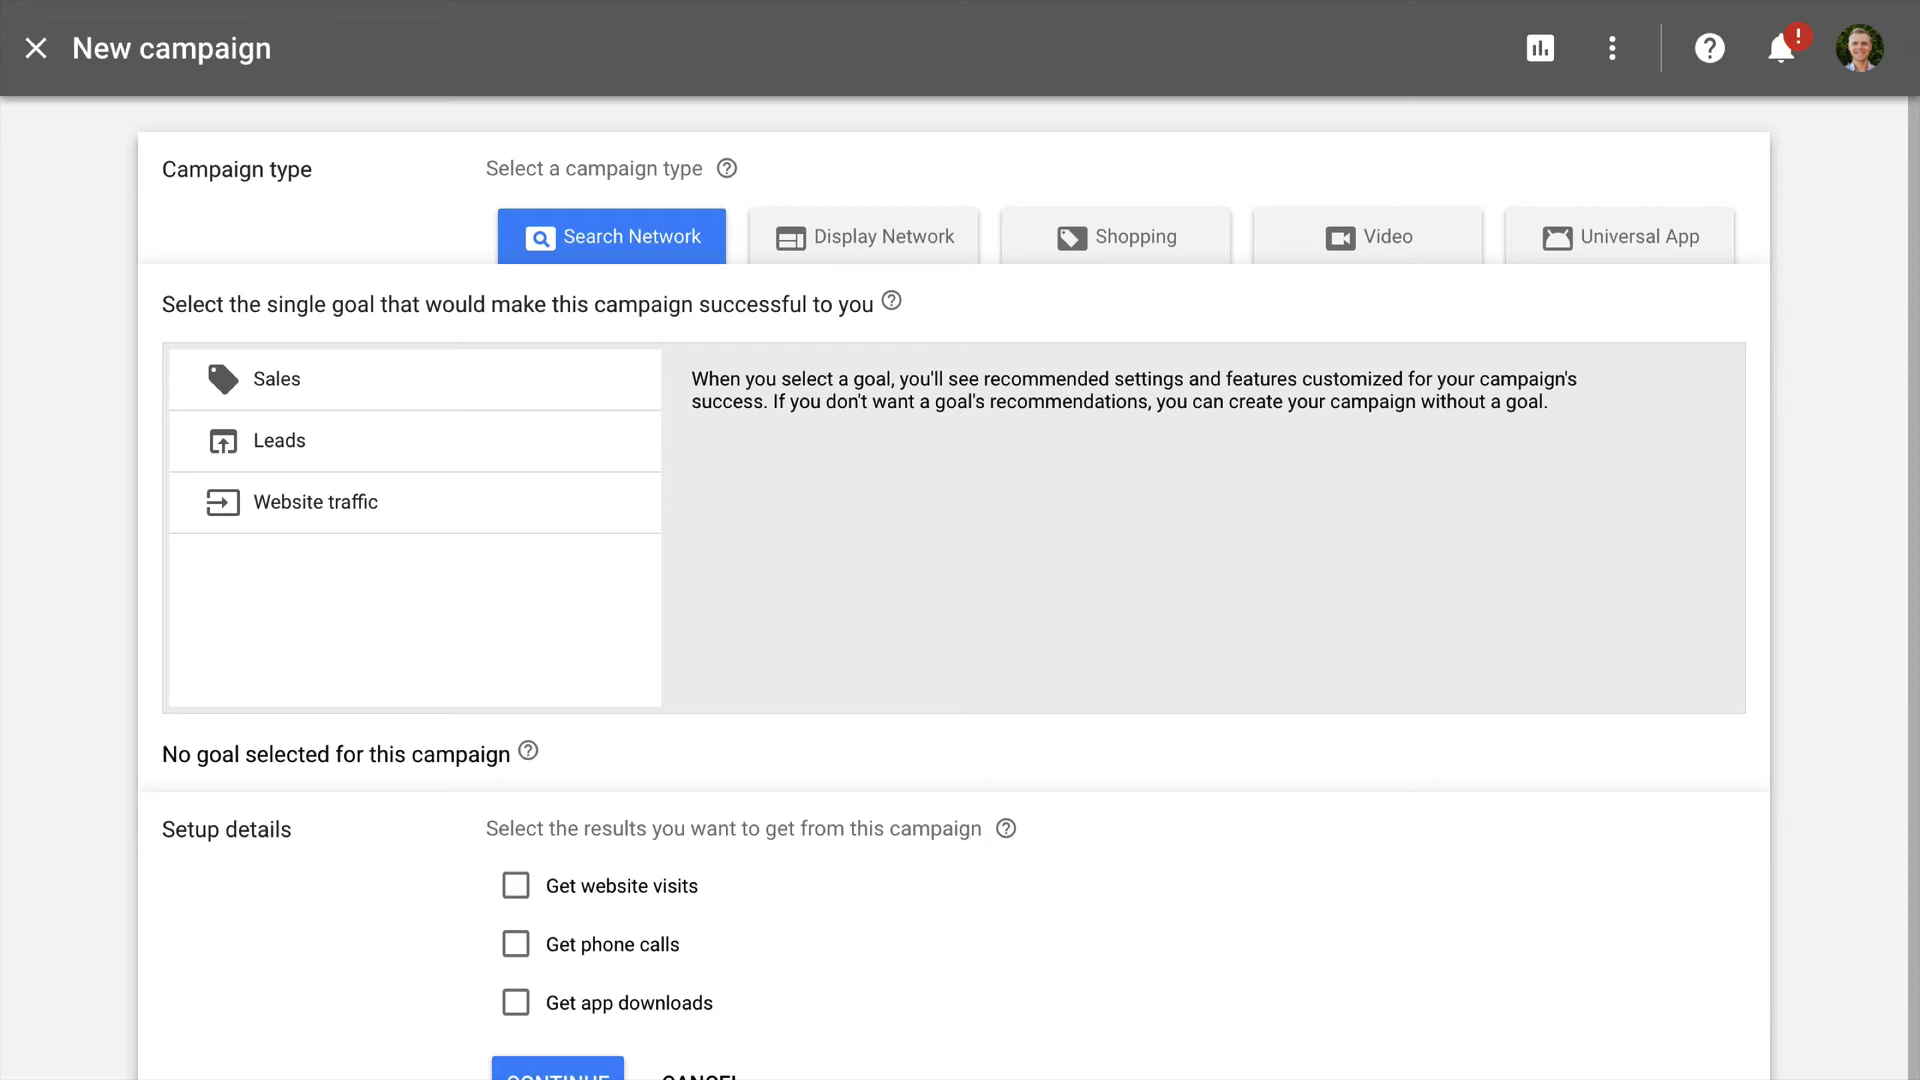 New campaign
!
Campaign type
Select a campaign type
Search Network
Display Network
Shopping
Video
Universal App
Select the single goal that would make this campaign successful to you
Sales
Leads
Website traffic
When you select a goal, you'll see recommended settings and features customized for your campaign's
success. If you don't want a goal's recommendations, you can create your campaign without a goal.
No goal selected for this campaign
Setup details
Select the results you want to get from this campaign
Get website visits
Get phone calls
Get app downloads
CONTINUE
CANCEL